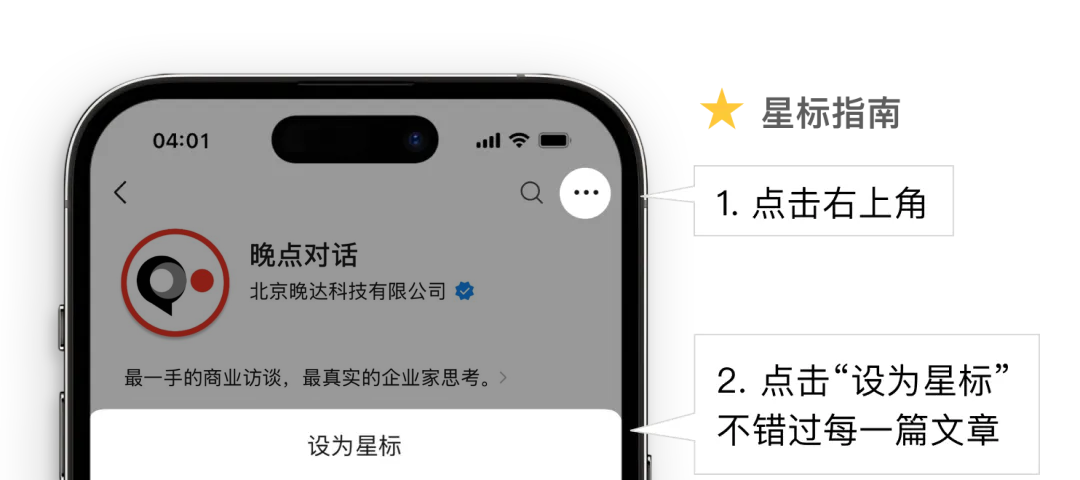 04:01
星标指南
1. 点击右上角
晚点对话
北京晚达科技有限公司
最一手的商业访谈，最真实的企业家思考。
2. 点击“设为星标”
不错过每一篇文章
设为星标